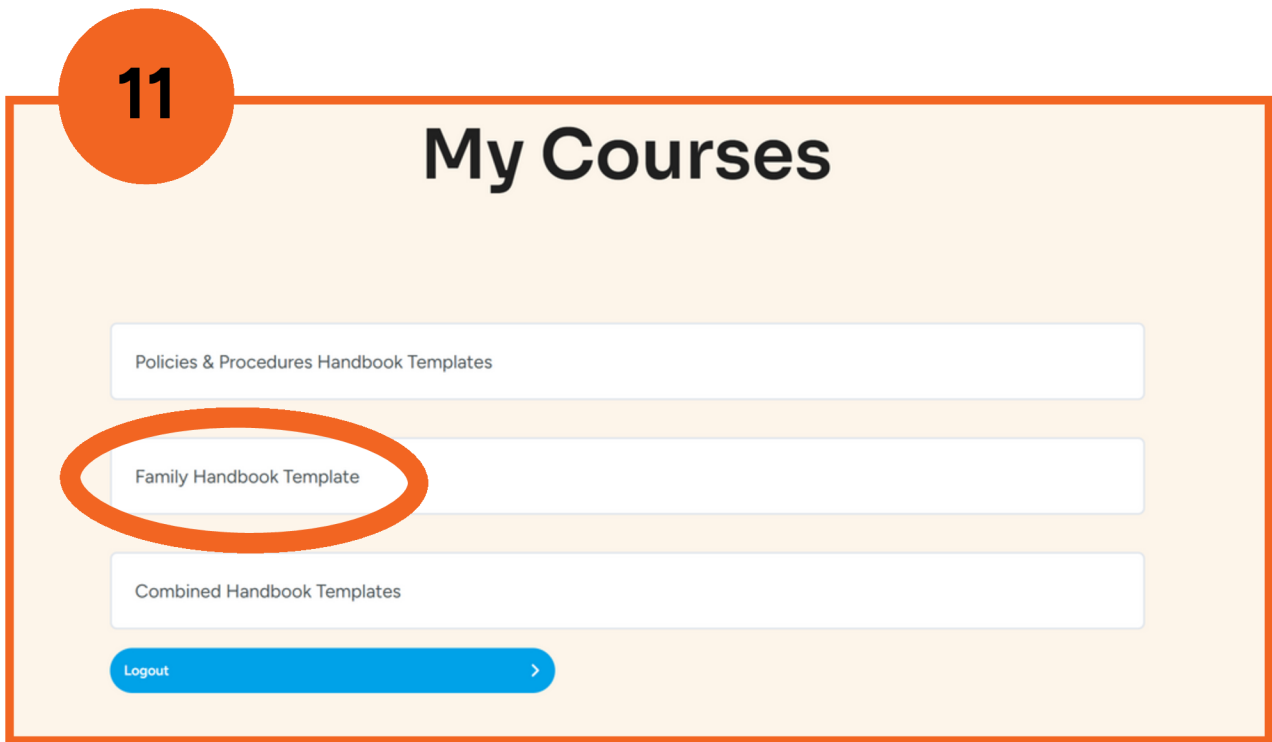 11
My Courses
Policies & Procedures Handbook Templates
Family Handbook Template
Combined Handbook Templates
Logout